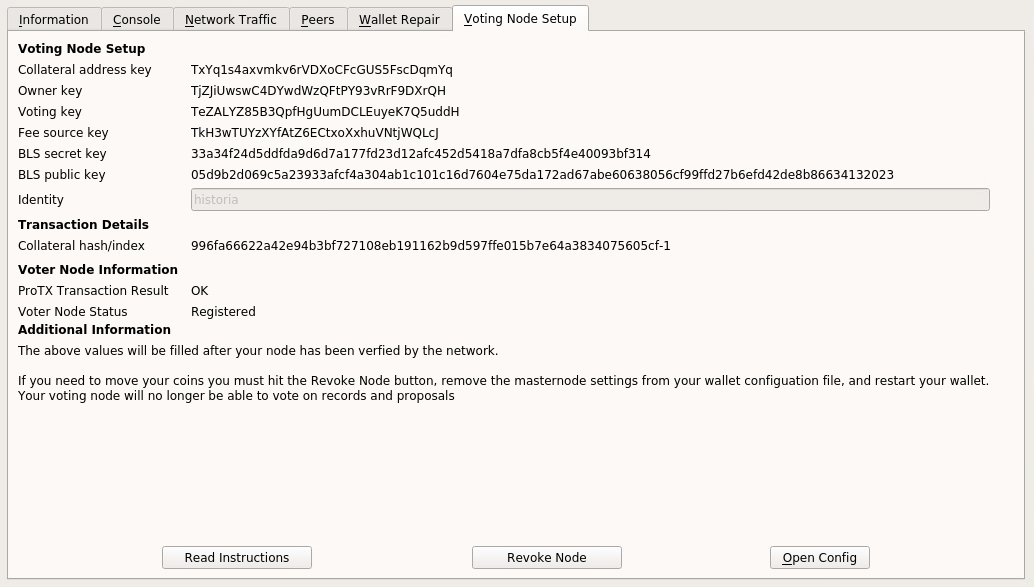 Information Console Network Traffic Peers Wallet Repair Voting Node Setup
Voting Node Setup
Collateral address key TxYq1s4axvmkv6rVDXoCFcGUS5FscDqmYq
Owner key TjZJiUwswC4DYwdWzQFtPY93vRrF9DXrQH
Voting key TeZALYZ85B3QpfHgUumDCLEuyeK7Q5uddH
Fee source key TkH3wTUYzXYfAtZ6ECtxoXxhuVNtjWQLcJ
BLS secret key 33a34f24d5ddfda9d6d7a177fd23d12afc452d5418a7dfa8cb5f4e40093bf314
BLS public key 05d9b2d069c5a23933afcf4a304ab1c101c16d7604e75da172ad67abe60638056cf99ffd27b6efd42de8b86634132023
Identity historia
Transaction Details
Collateral hash/index 996fa66622a42e94b3bf727108eb191162b9d597ffe015b7e64a3834075605cf-1
Voter Node Information
ProTX Transaction Result OK
Voter Node Status Registered
Additional Information
The above values will be filled after your node has been verfied by the network.
If you need to move your coins you must hit the Revoke Node button, remove the masternode settings from your wallet configuation file, and restart your wallet.
Your voting node will no longer be able to vote on records and proposals
Read Instructions Revoke Node Open Config